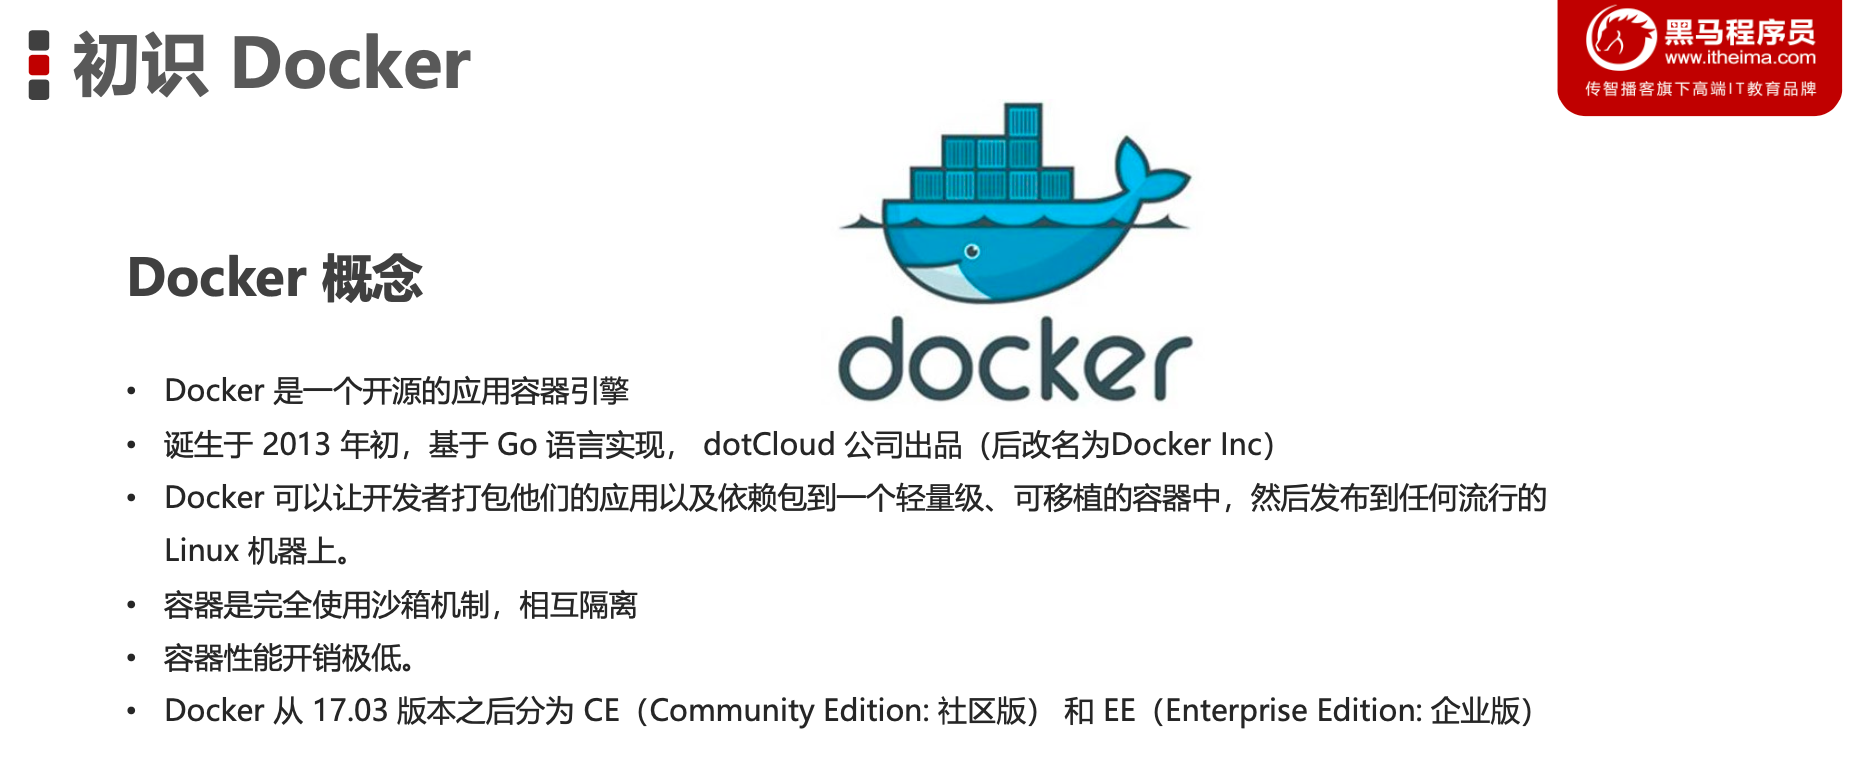 初识 Docker
黑马程序员
www.itheima.com
传智播客旗下高端IT教育品牌
docker
Docker 概念
• Docker 是一个开源的应用容器引擎
• 诞生于 2013 年初，基于 Go 语言实现， dotCloud 公司出品（后改名为Docker Inc）
• Docker 可以让开发者打包他们的应用以及依赖包到一个轻量级、可移植的容器中，然后发布到任何流行的
Linux 机器上。
• 容器是完全使用沙箱机制，相互隔离
• 容器性能开销极低。
• Docker 从 17.03 版本之后分为 CE（Community Edition: 社区版） 和 EE（Enterprise Edition: 企业版）